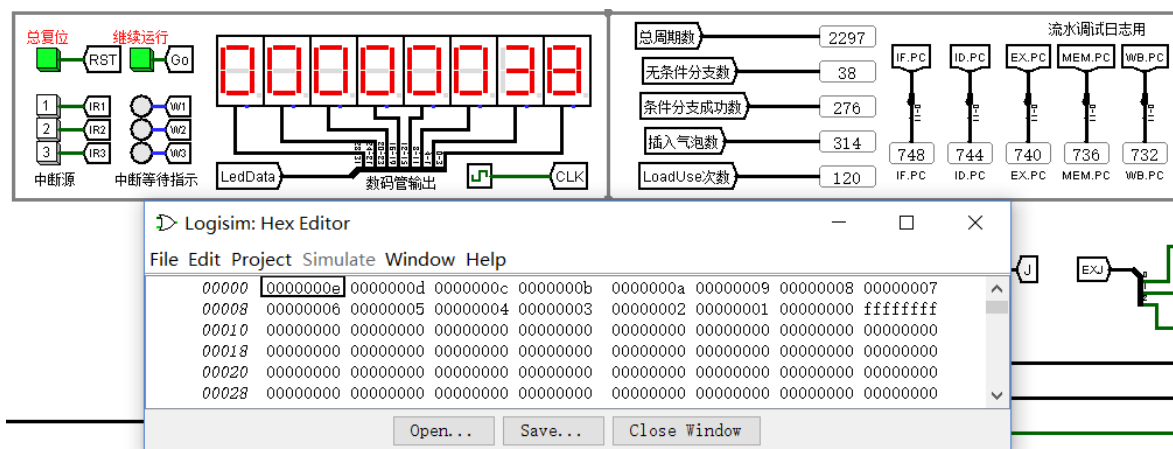 总复位 继续运行
RST Go
00000038
1 IR1 W1
2 IR2 W2
3 IR3 W3
中断源 中断等待指示
LedData 数码管输出 CLK
总周期数 2297
无条件分支数 38
条件分支成功数 276
插入气泡数 314
LoadUse次数 120
流水调试日志用
IF.PC ID.PC EX.PC MEM.PC WB.PC
748 744 740 736 732
IF.PC ID.PC EX.PC MEM.PC WB.PC
Logisim: Hex Editor
File Edit Project Simulate Window Help
00000 0000000e 0000000d 0000000c 0000000b 0000000a 00000009 00000008 00000007
00008 00000006 00000005 00000004 00000003 00000002 00000001 00000000 ffffffff
00010 00000000 00000000 00000000 00000000 00000000 00000000 00000000 00000000
00018 00000000 00000000 00000000 00000000 00000000 00000000 00000000 00000000
00020 00000000 00000000 00000000 00000000 00000000 00000000 00000000 00000000
00028 00000000 00000000 00000000 00000000 00000000 00000000 00000000 00000000
Open... Save... Close Window
J EXJ